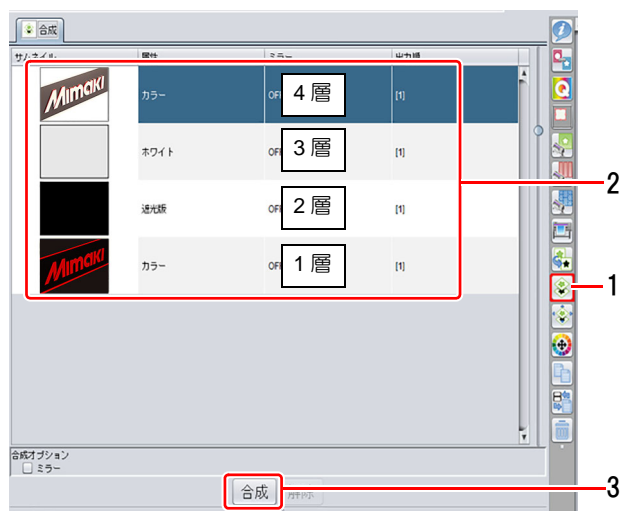 合成
サムネイル 属性 ミラー 出力順
Mimaki カラー OFF 4層 [1]
ホワイト OFF 3層 [1]
遮光版 OFF 2層 [1]
Mimaki カラー OFF 1層 [1]
2
1
合成オプション
ミラー
合成 解除
3